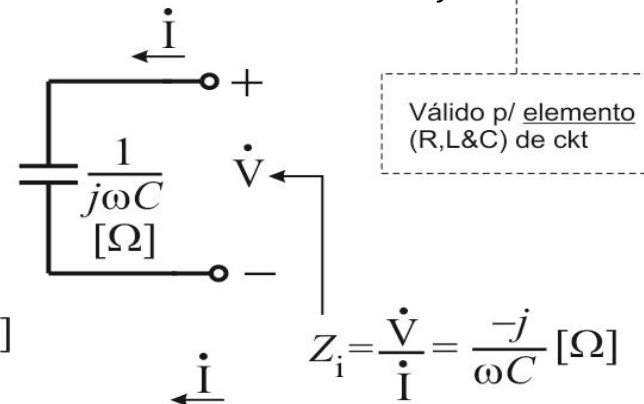 İ
+
Válido p/ elemento
(R,L&C) de ckt
1
jωC
[Ω]
V̇
−
]
Zᵢ = V̇/İ = −j/ωC [Ω]
İ